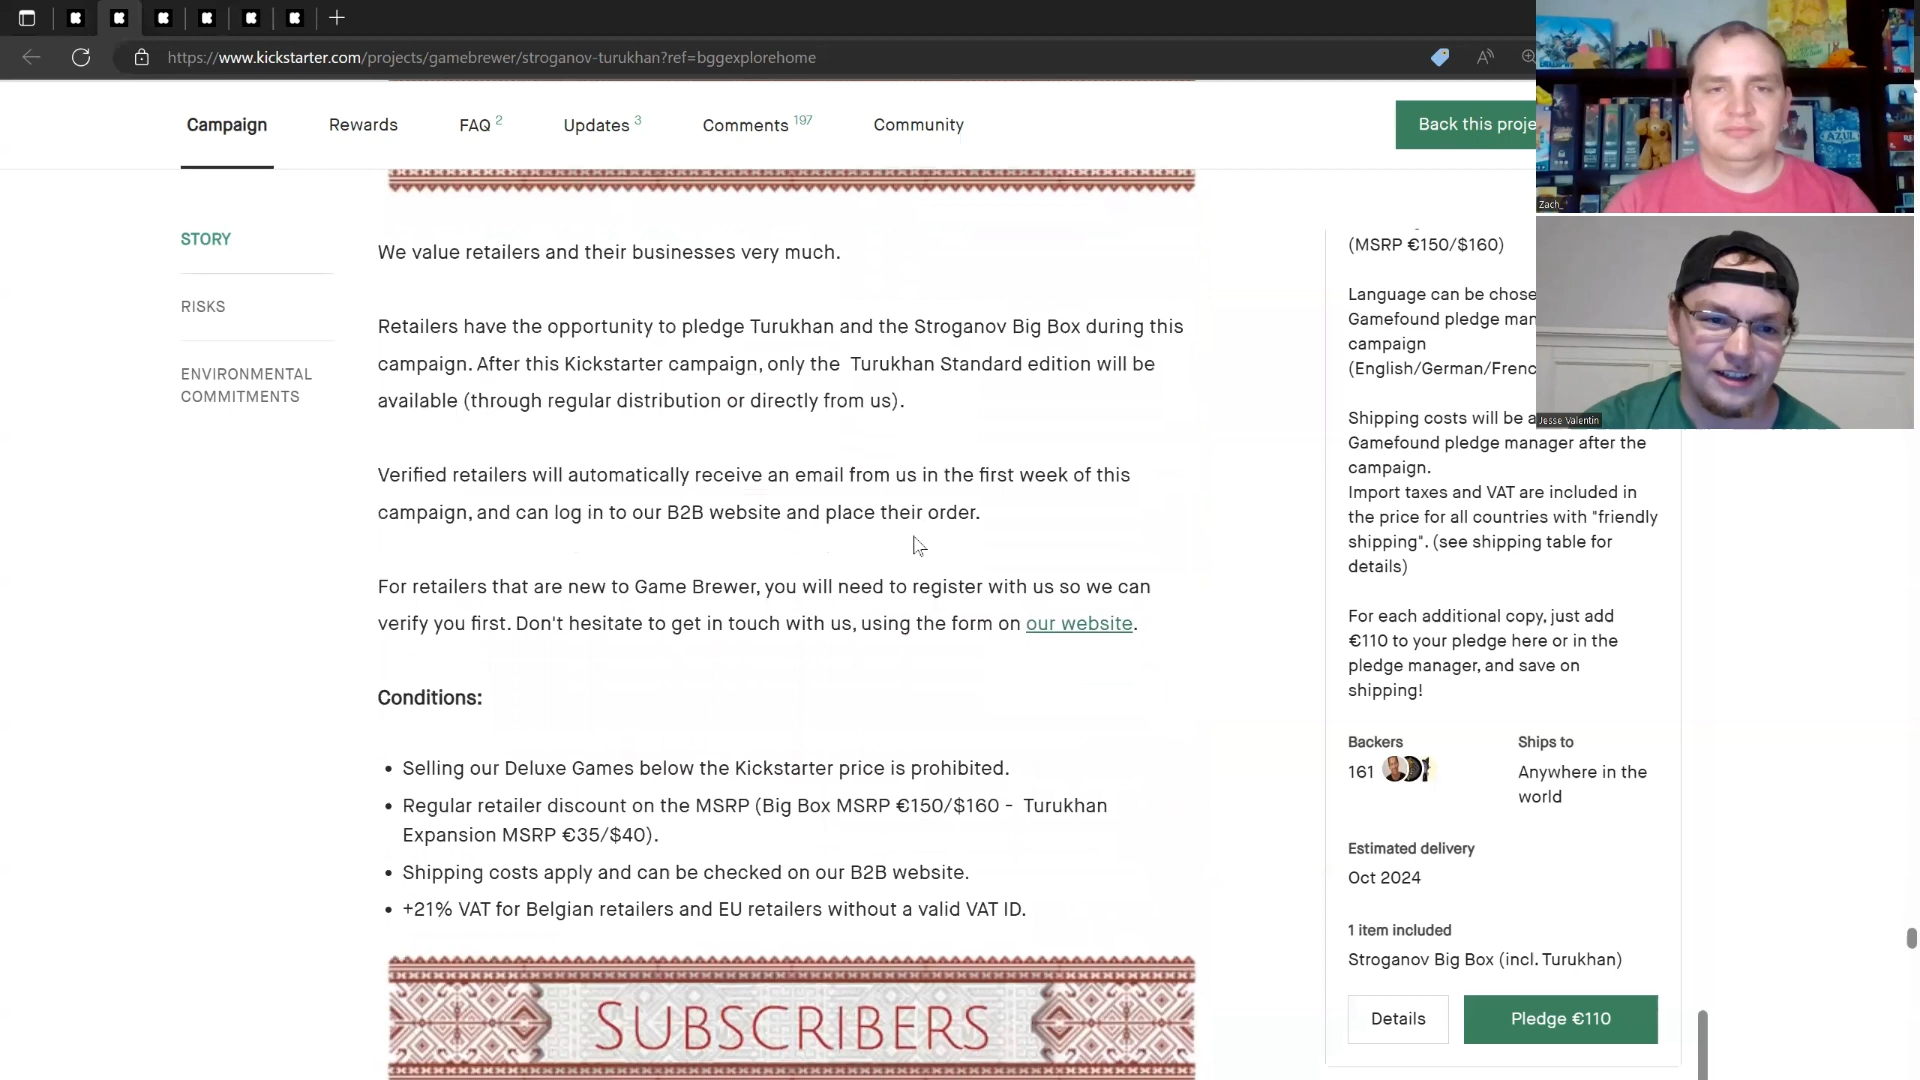 https://www.kickstarter.com/projects/gamebrewer/stroganov-turukhan?ref=bggexplorehome
Campaign
Rewards
FAQ 2
Updates 3
Comments 197
Community
Back this proje
STORY
RISKS
ENVIRONMENTAL
COMMITMENTS
We value retailers and their businesses very much.
Retailers have the opportunity to pledge Turukhan and the Stroganov Big Box during this
campaign. After this Kickstarter campaign, only the Turukhan Standard edition will be
available (through regular distribution or directly from us).
Verified retailers will automatically receive an email from us in the first week of this
campaign, and can log in to our B2B website and place their order.
For retailers that are new to Game Brewer, you will need to register with us so we can
verify you first. Don't hesitate to get in touch with us, using the form on our website.
Conditions:
• Selling our Deluxe Games below the Kickstarter price is prohibited.
• Regular retailer discount on the MSRP (Big Box MSRP €150/$160 - Turukhan
Expansion MSRP €35/$40).
• Shipping costs apply and can be checked on our B2B website.
• +21% VAT for Belgian retailers and EU retailers without a valid VAT ID.
SUBSCRIBERS
(MSRP €150/$160)
Language can be chose
Gamefound pledge man
campaign
(English/German/Frenc
Shipping costs will be a
Gamefound pledge manager after the
campaign.
Import taxes and VAT are included in
the price for all countries with "friendly
shipping". (see shipping table for
details)
For each additional copy, just add
€110 to your pledge here or in the
pledge manager, and save on
shipping!
Backers
161
Ships to
Anywhere in the
world
Estimated delivery
Oct 2024
1 item included
Stroganov Big Box (incl. Turukhan)
Details
Pledge €110
Zach_
AZUL
Jesse Valentin